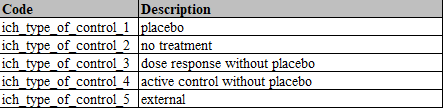 Code Description
ich_type_of_control_1 placebo
ich_type_of_control_2 no treatment
ich_type_of_control_3 dose response without placebo
ich_type_of_control_4 active control without placebo
ich_type_of_control_5 external